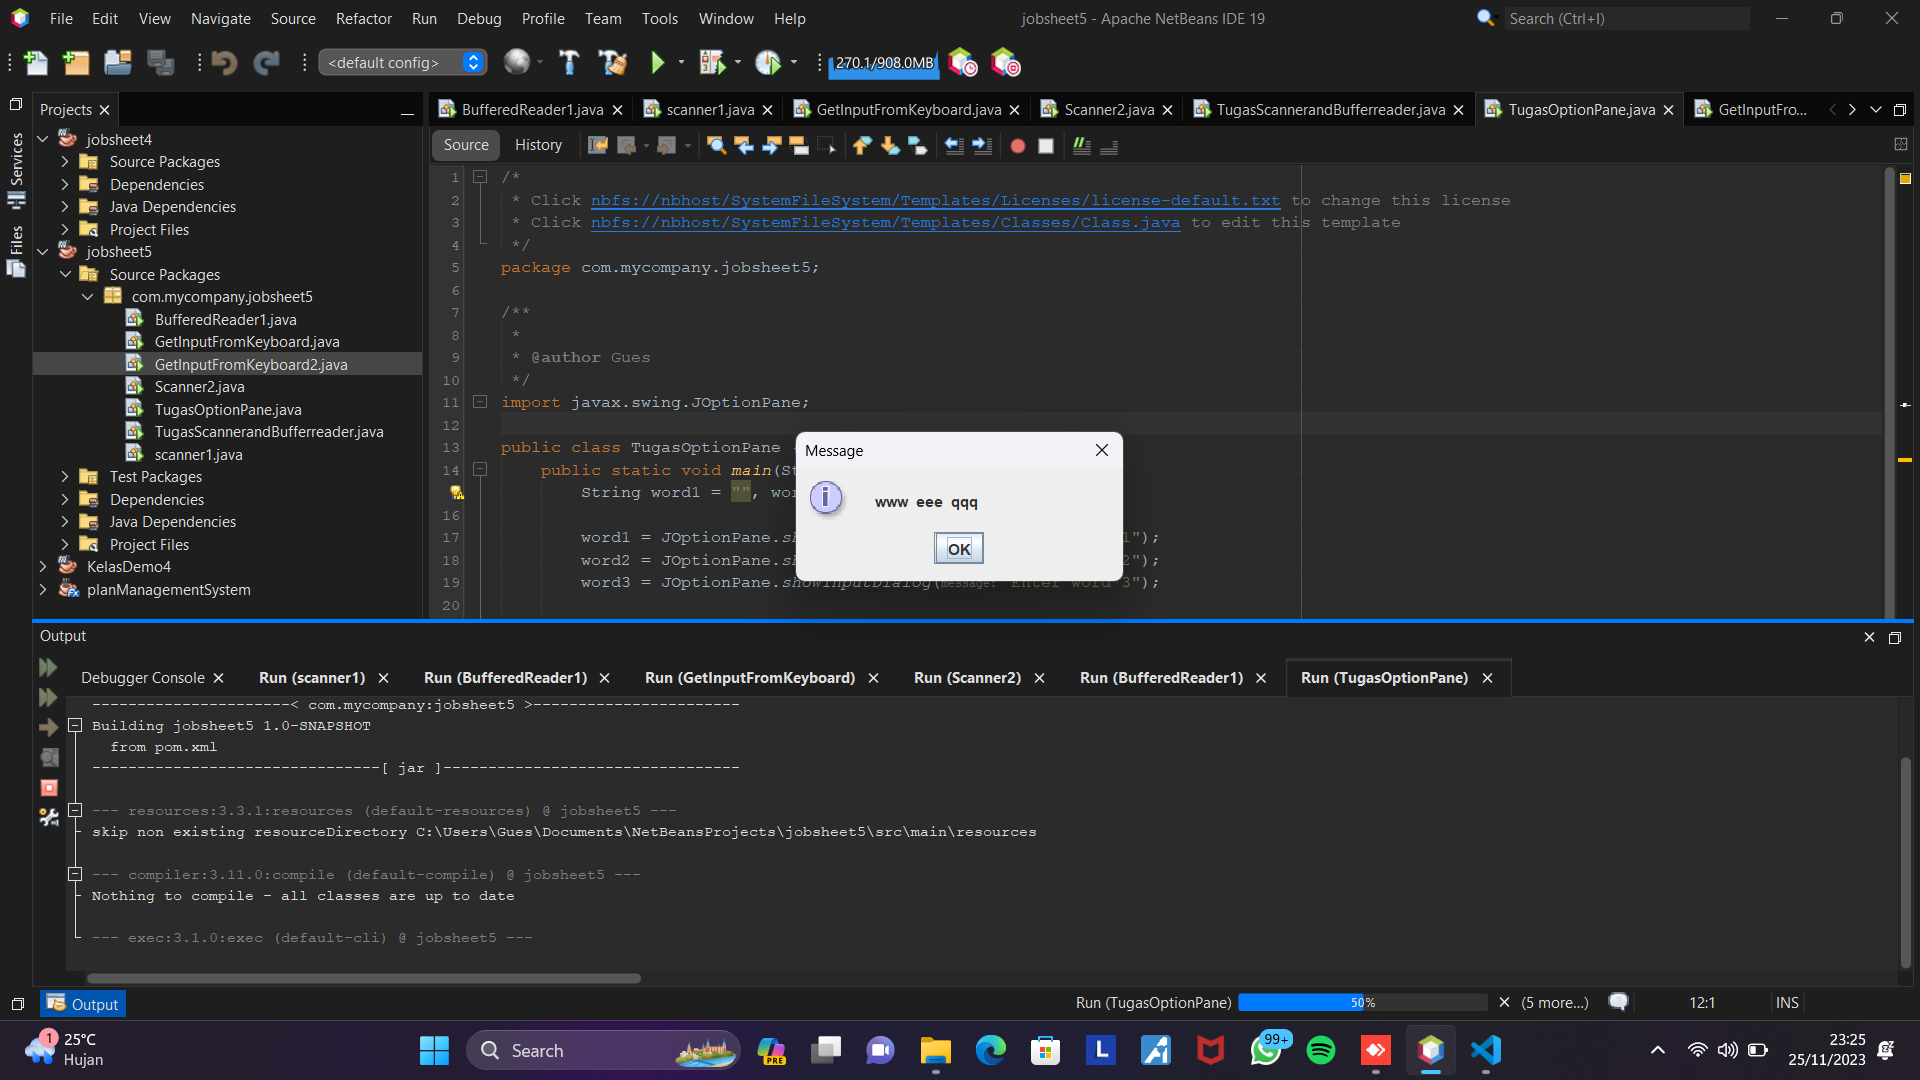 File Edit View Navigate Source Refactor Run Debug Profile Team Tools Window Help
jobsheet5 - Apache NetBeans IDE 19
Search (Ctrl+I)
<default config>
270.1/908.0MB
Services
Files
Projects
jobsheet4
Source Packages
Dependencies
Java Dependencies
Project Files
jobsheet5
Source Packages
com.mycompany.jobsheet5
BufferedReader1.java
GetInputFromKeyboard.java
GetInputFromKeyboard2.java
Scanner2.java
TugasOptionPane.java
TugasScannerandBufferreader.java
scanner1.java
Test Packages
Dependencies
Java Dependencies
Project Files
KelasDemo4
planManagementSystem
BufferedReader1.java scanner1.java GetInputFromKeyboard.java Scanner2.java TugasScannerandBufferreader.java TugasOptionPane.java GetInputFro...
Source History
1 /*
2 * Click nbfs://nbhost/SystemFileSystem/Templates/Licenses/license-default.txt to change this license
3 * Click nbfs://nbhost/SystemFileSystem/Templates/Classes/Class.java to edit this template
4 */
5 package com.mycompany.jobsheet5;
6
7 /**
8 *
9 * @author Gues
10 */
11 import javax.swing.JOptionPane;
12
13 public class TugasOptionPane
14 public static void main(St
String word1 = "", wor
16
17 word1 = JOptionPane.sh 1");
18 word2 = JOptionPane.sh 2");
19 word3 = JOptionPane.showInputDialog(message: "Enter word 3");
20
Message
www eee qqq
OK
Output
Debugger Console Run (scanner1) Run (BufferedReader1) Run (GetInputFromKeyboard) Run (Scanner2) Run (BufferedReader1) Run (TugasOptionPane)
----------------------< com.mycompany:jobsheet5 >-----------------------
Building jobsheet5 1.0-SNAPSHOT
from pom.xml
--------------------------------[ jar ]---------------------------------
--- resources:3.3.1:resources (default-resources) @ jobsheet5 ---
skip non existing resourceDirectory C:\Users\Gues\Documents\NetBeansProjects\jobsheet5\src\main\resources
--- compiler:3.11.0:compile (default-compile) @ jobsheet5 ---
Nothing to compile - all classes are up to date
--- exec:3.1.0:exec (default-cli) @ jobsheet5 ---
Output
Run (TugasOptionPane) 50% (5 more...) 12:1 INS
1
25°C
Hujan
Search
PRE
L
99+
23:25
25/11/2023